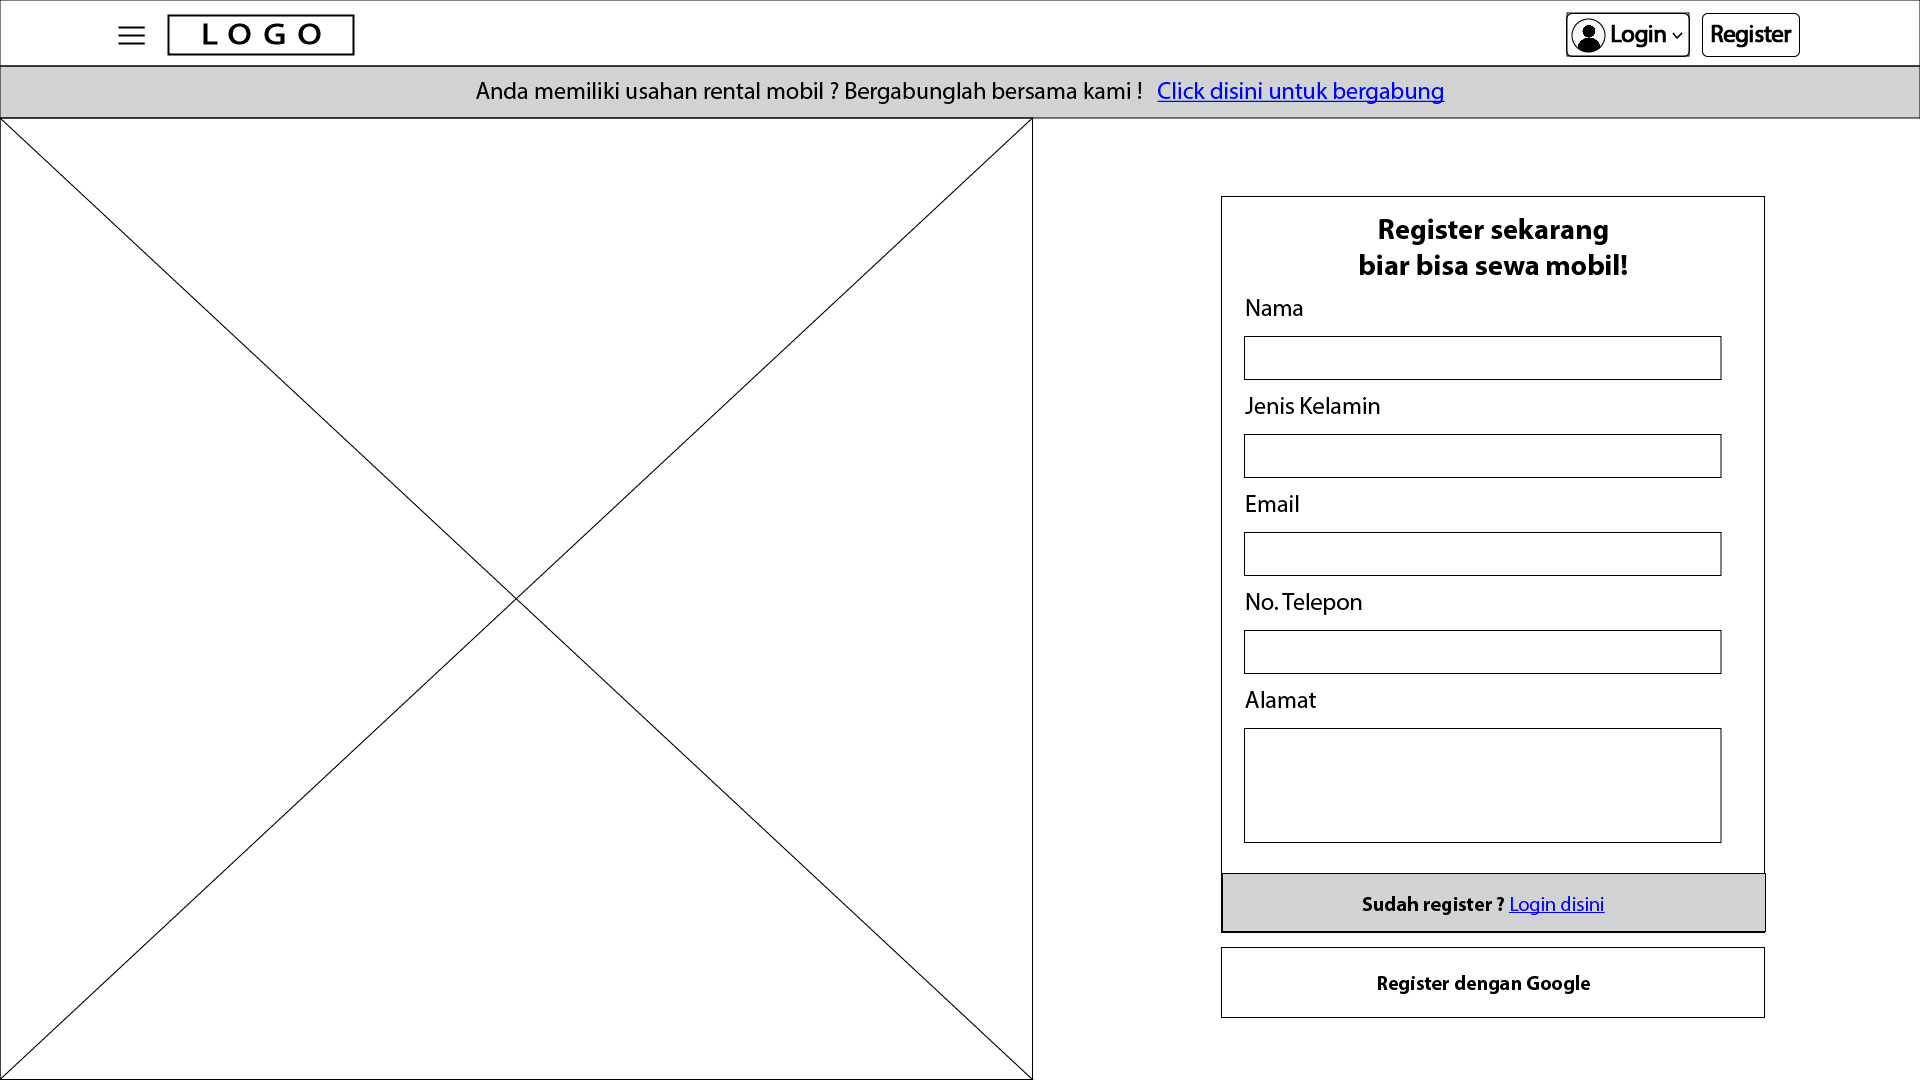 LOGO
Login
Register
Anda memiliki usahan rental mobil ? Bergabunglah bersama kami ! Click disini untuk bergabung
Register sekarang
biar bisa sewa mobil!
Nama
Jenis Kelamin
Email
No. Telepon
Alamat
Sudah register ? Login disini
Register dengan Google